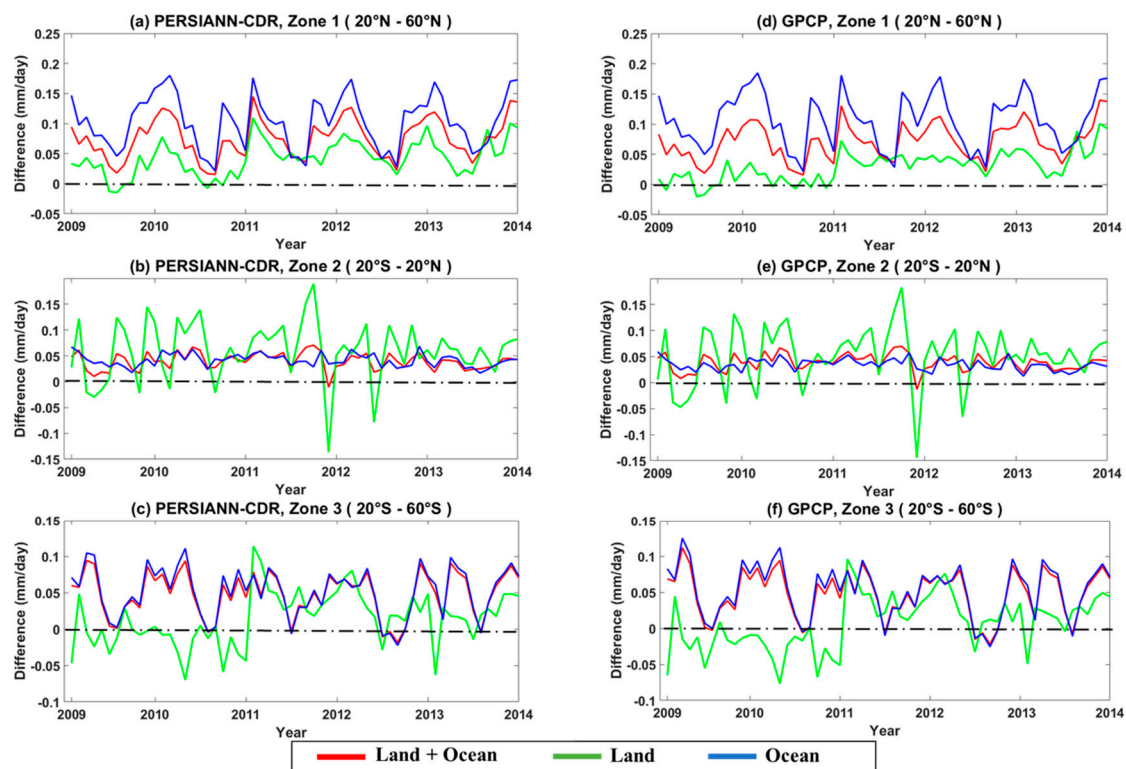 (a) PERSIANN-CDR, Zone 1 ( 20°N - 60°N )
0.25
0.2
0.15
0.1
0.05
0
-0.05
Difference (mm/day)
2009 2010 2011 2012 2013 2014
Year
(d) GPCP, Zone 1 ( 20°N - 60°N )
0.25
0.2
0.15
0.1
0.05
0
-0.05
Difference (mm/day)
2009 2010 2011 2012 2013 2014
Year
(b) PERSIANN-CDR, Zone 2 ( 20°S - 20°N )
0.15
0.1
0.05
0
-0.05
-0.1
-0.15
Difference (mm/day)
2009 2010 2011 2012 2013 2014
Year
(e) GPCP, Zone 2 ( 20°S - 20°N )
0.15
0.1
0.05
0
-0.05
-0.1
-0.15
Difference (mm/day)
2009 2010 2011 2012 2013 2014
Year
(c) PERSIANN-CDR, Zone 3 ( 20°S - 60°S )
0.15
0.1
0.05
0
-0.05
-0.1
Difference (mm/day)
2009 2010 2011 2012 2013 2014
Year
(f) GPCP, Zone 3 ( 20°S - 60°S )
0.15
0.1
0.05
0
-0.05
-0.1
Difference (mm/day)
2009 2010 2011 2012 2013 2014
Year
Land + Ocean Land Ocean